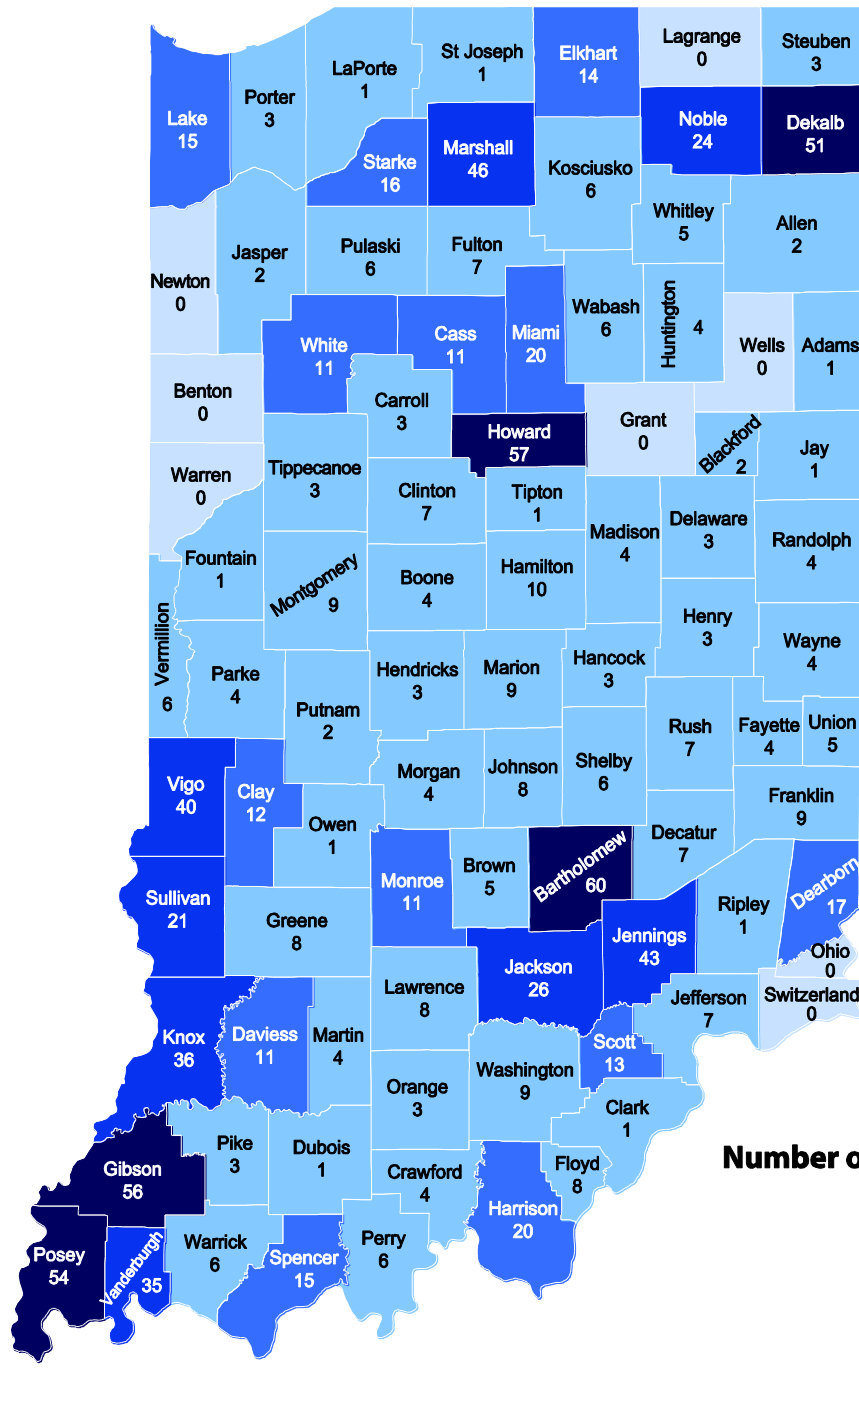 Lake
15
Porter
3
LaPorte
1
St Joseph
1
Elkhart
14
Lagrange
0
Steuben
3
Starke
16
Marshall
46
Kosciusko
6
Noble
24
Dekalb
51
Whitley
5
Allen
2
Newton
0
Jasper
2
Pulaski
6
Fulton
7
Wabash
6
Huntington
4
Wells
0
Adams
1
White
11
Cass
11
Miami
20
Benton
0
Carroll
3
Howard
57
Grant
0
Blackford
2
Jay
1
Warren
0
Tippecanoe
3
Clinton
7
Tipton
1
Madison
4
Delaware
3
Randolph
4
Fountain
1
Montgomery
9
Boone
4
Hamilton
10
Henry
3
Wayne
4
Vermillion
6
Parke
4
Putnam
2
Hendricks
3
Marion
9
Hancock
3
Rush
7
Fayette
4
Union
5
Vigo
40
Clay
12
Owen
1
Morgan
4
Johnson
8
Shelby
6
Franklin
9
Decatur
7
Sullivan
21
Greene
8
Monroe
11
Brown
5
Bartholomew
60
Jennings
43
Ripley
1
Dearborn
17
Ohio
0
Jackson
26
Lawrence
8
Jefferson
7
Switzerland
0
Knox
36
Daviess
11
Martin
4
Orange
3
Washington
9
Scott
13
Clark
1
Gibson
56
Pike
3
Dubois
1
Crawford
4
Floyd
8
Harrison
20
Posey
54
Vanderburgh
35
Warrick
6
Spencer
15
Perry
6
Number o